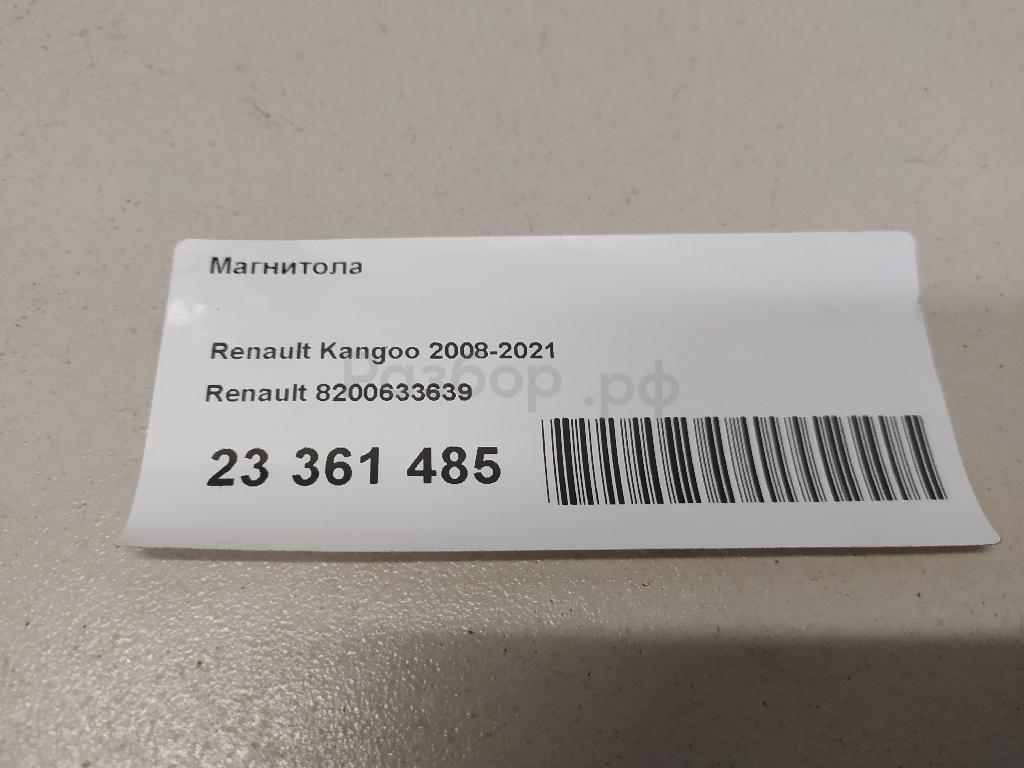 Магнитола
Renault Kangoo 2008-2021
Разбор.рф
Renault 8200633639
23 361 485